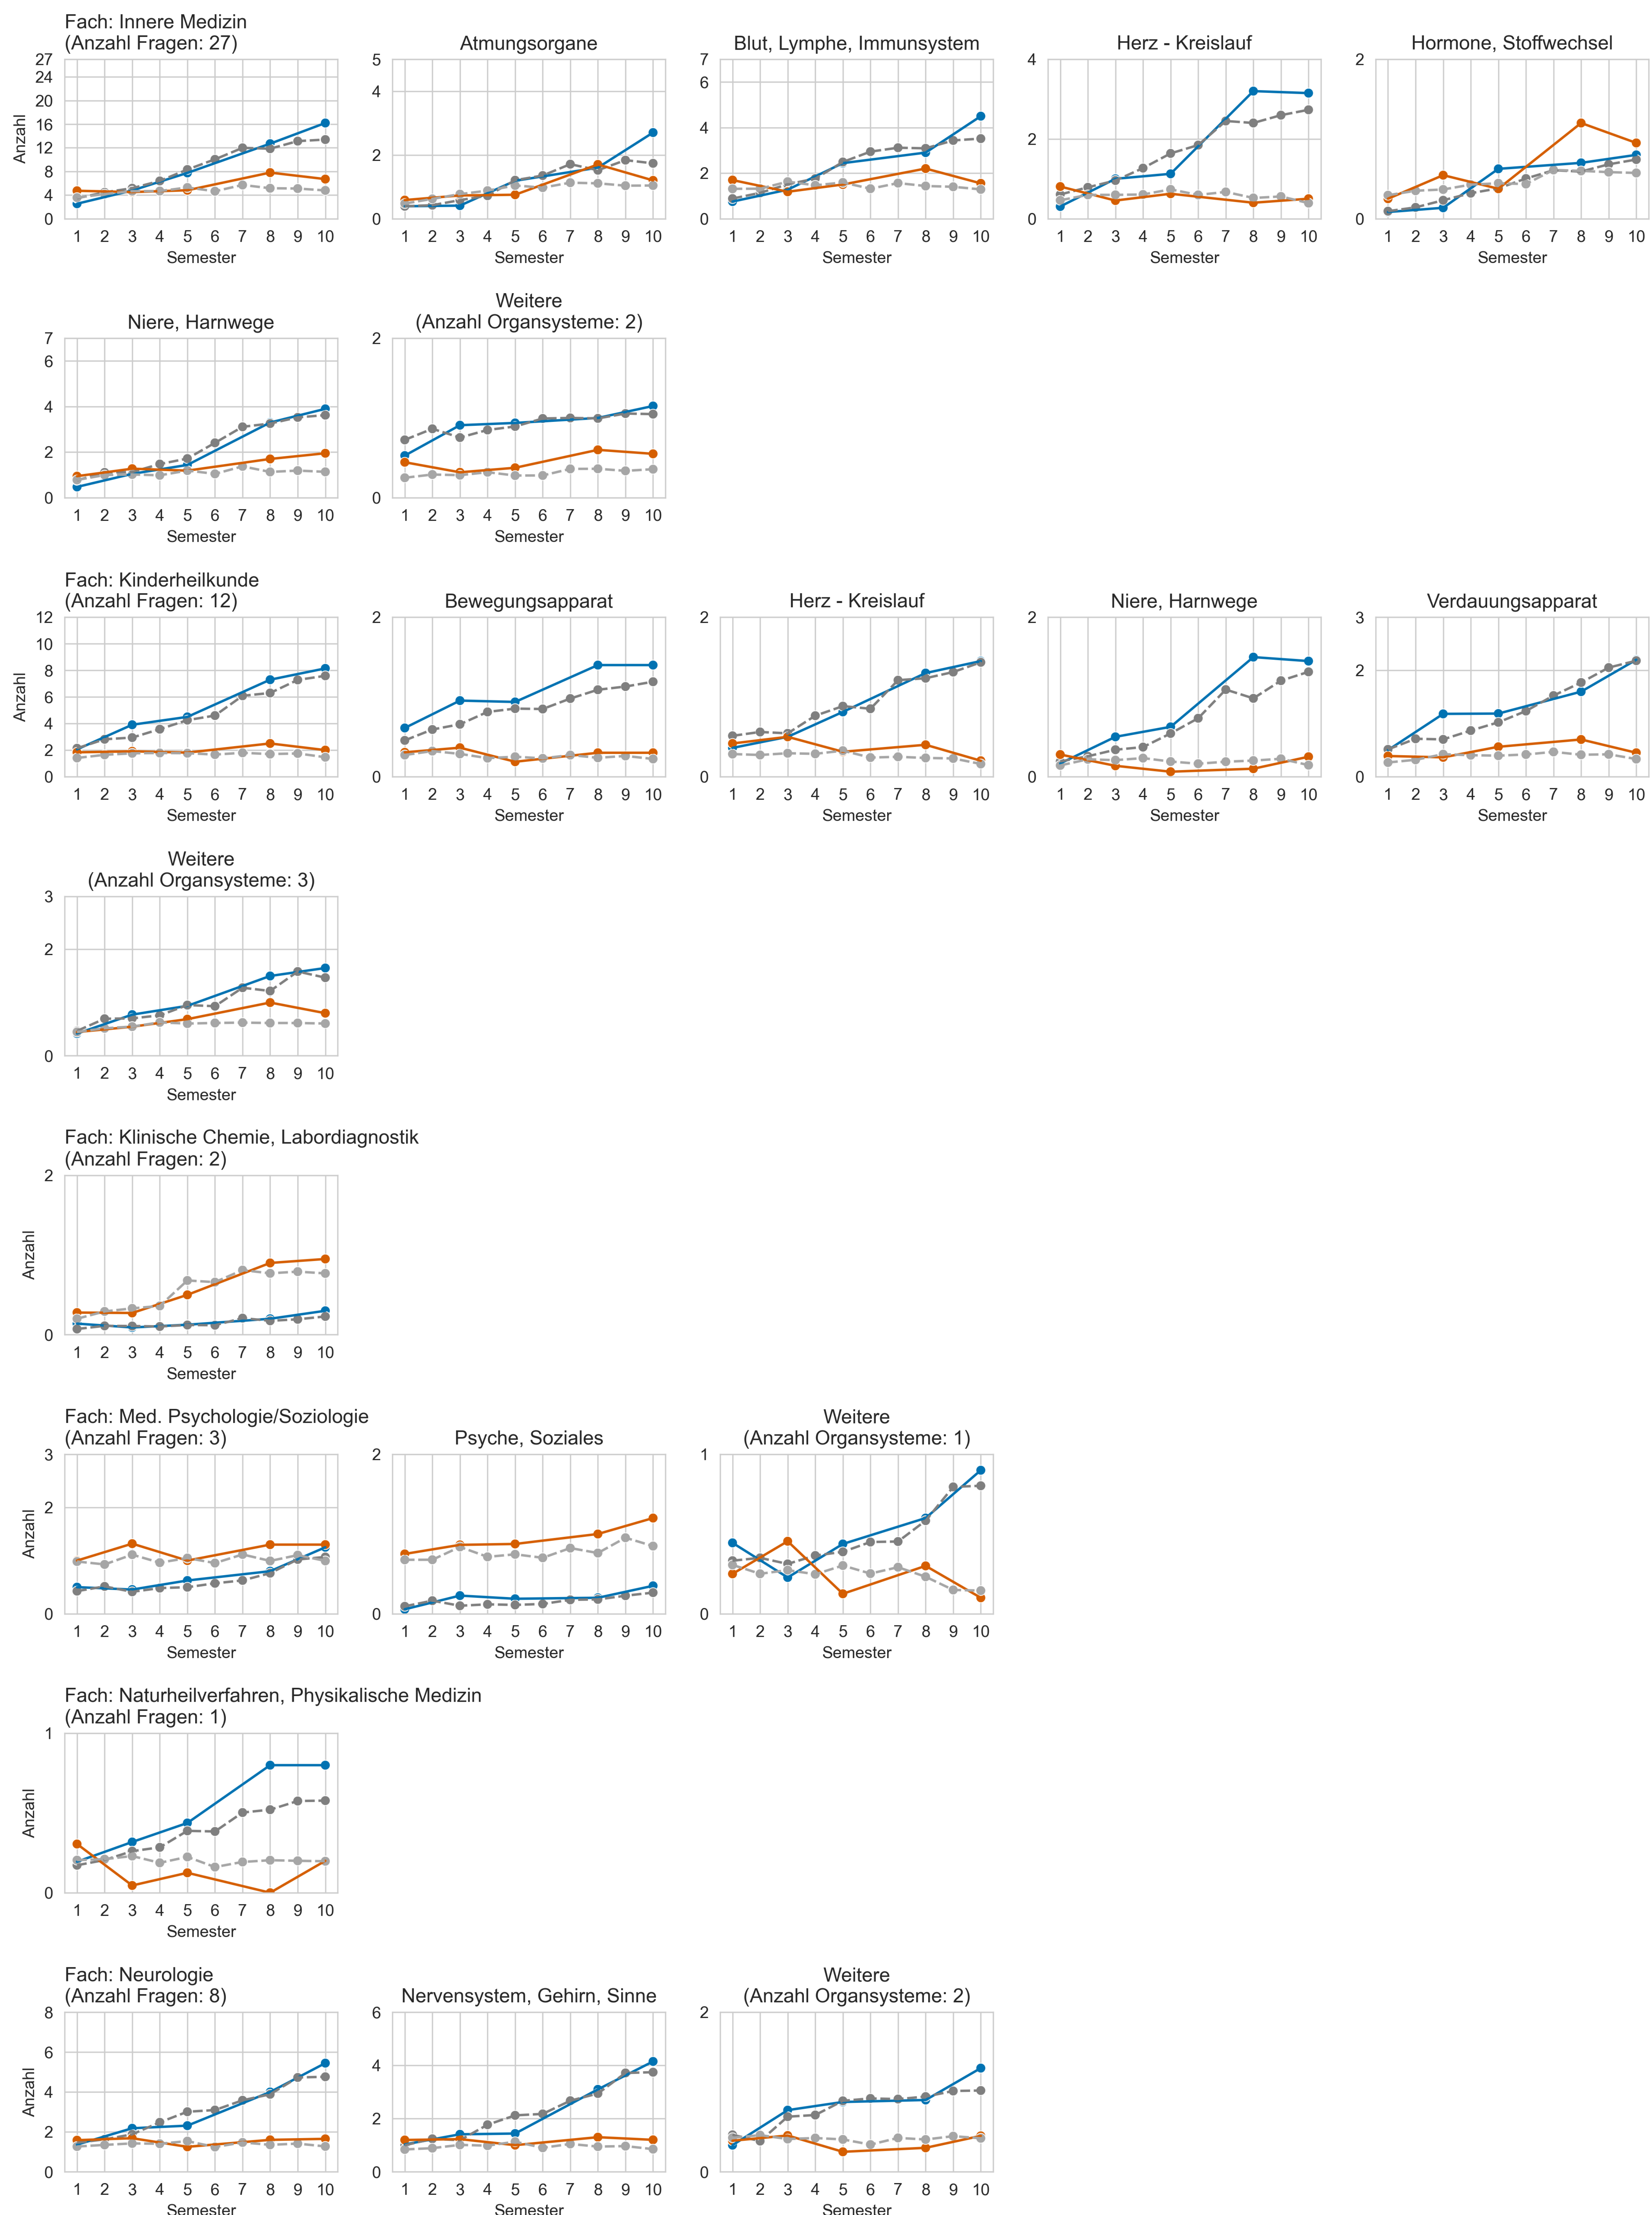 Fach: Innere Medizin
(Anzahl Fragen: 27)
Atmungsorgane
Blut, Lymphe, Immunsystem
Herz - Kreislauf
Hormone, Stoffwechsel
27
24
20
16
12
8
4
0
Anzahl
5
4
2
0
7
6
4
2
0
4
2
0
2
0
1 2 3 4 5 6 7 8 9 10
1 2 3 4 5 6 7 8 9 10
1 2 3 4 5 6 7 8 9 10
1 2 3 4 5 6 7 8 9 10
1 2 3 4 5 6 7 8 9 10
Semester
Semester
Semester
Semester
Semester
Niere, Harnwege
Weitere
(Anzahl Organsysteme: 2)
7
6
4
2
0
2
0
1 2 3 4 5 6 7 8 9 10
1 2 3 4 5 6 7 8 9 10
Semester
Semester
Fach: Kinderheilkunde
(Anzahl Fragen: 12)
Bewegungsapparat
Herz - Kreislauf
Niere, Harnwege
Verdauungsapparat
12
10
8
6
4
2
0
Anzahl
2
0
2
0
2
0
3
2
0
1 2 3 4 5 6 7 8 9 10
1 2 3 4 5 6 7 8 9 10
1 2 3 4 5 6 7 8 9 10
1 2 3 4 5 6 7 8 9 10
1 2 3 4 5 6 7 8 9 10
Semester
Semester
Semester
Semester
Semester
Weitere
(Anzahl Organsysteme: 3)
3
2
0
1 2 3 4 5 6 7 8 9 10
Semester
Fach: Klinische Chemie, Labordiagnostik
(Anzahl Fragen: 2)
2
0
Anzahl
1 2 3 4 5 6 7 8 9 10
Semester
Fach: Med. Psychologie/Soziologie
(Anzahl Fragen: 3)
Psyche, Soziales
Weitere
(Anzahl Organsysteme: 1)
3
2
0
Anzahl
2
0
1
0
1 2 3 4 5 6 7 8 9 10
1 2 3 4 5 6 7 8 9 10
1 2 3 4 5 6 7 8 9 10
Semester
Semester
Semester
Fach: Naturheilverfahren, Physikalische Medizin
(Anzahl Fragen: 1)
1
0
Anzahl
1 2 3 4 5 6 7 8 9 10
Semester
Fach: Neurologie
(Anzahl Fragen: 8)
Nervensystem, Gehirn, Sinne
Weitere
(Anzahl Organsysteme: 2)
8
6
4
2
0
Anzahl
6
4
2
0
2
0
1 2 3 4 5 6 7 8 9 10
1 2 3 4 5 6 7 8 9 10
1 2 3 4 5 6 7 8 9 10
Semester
Semester
Semester